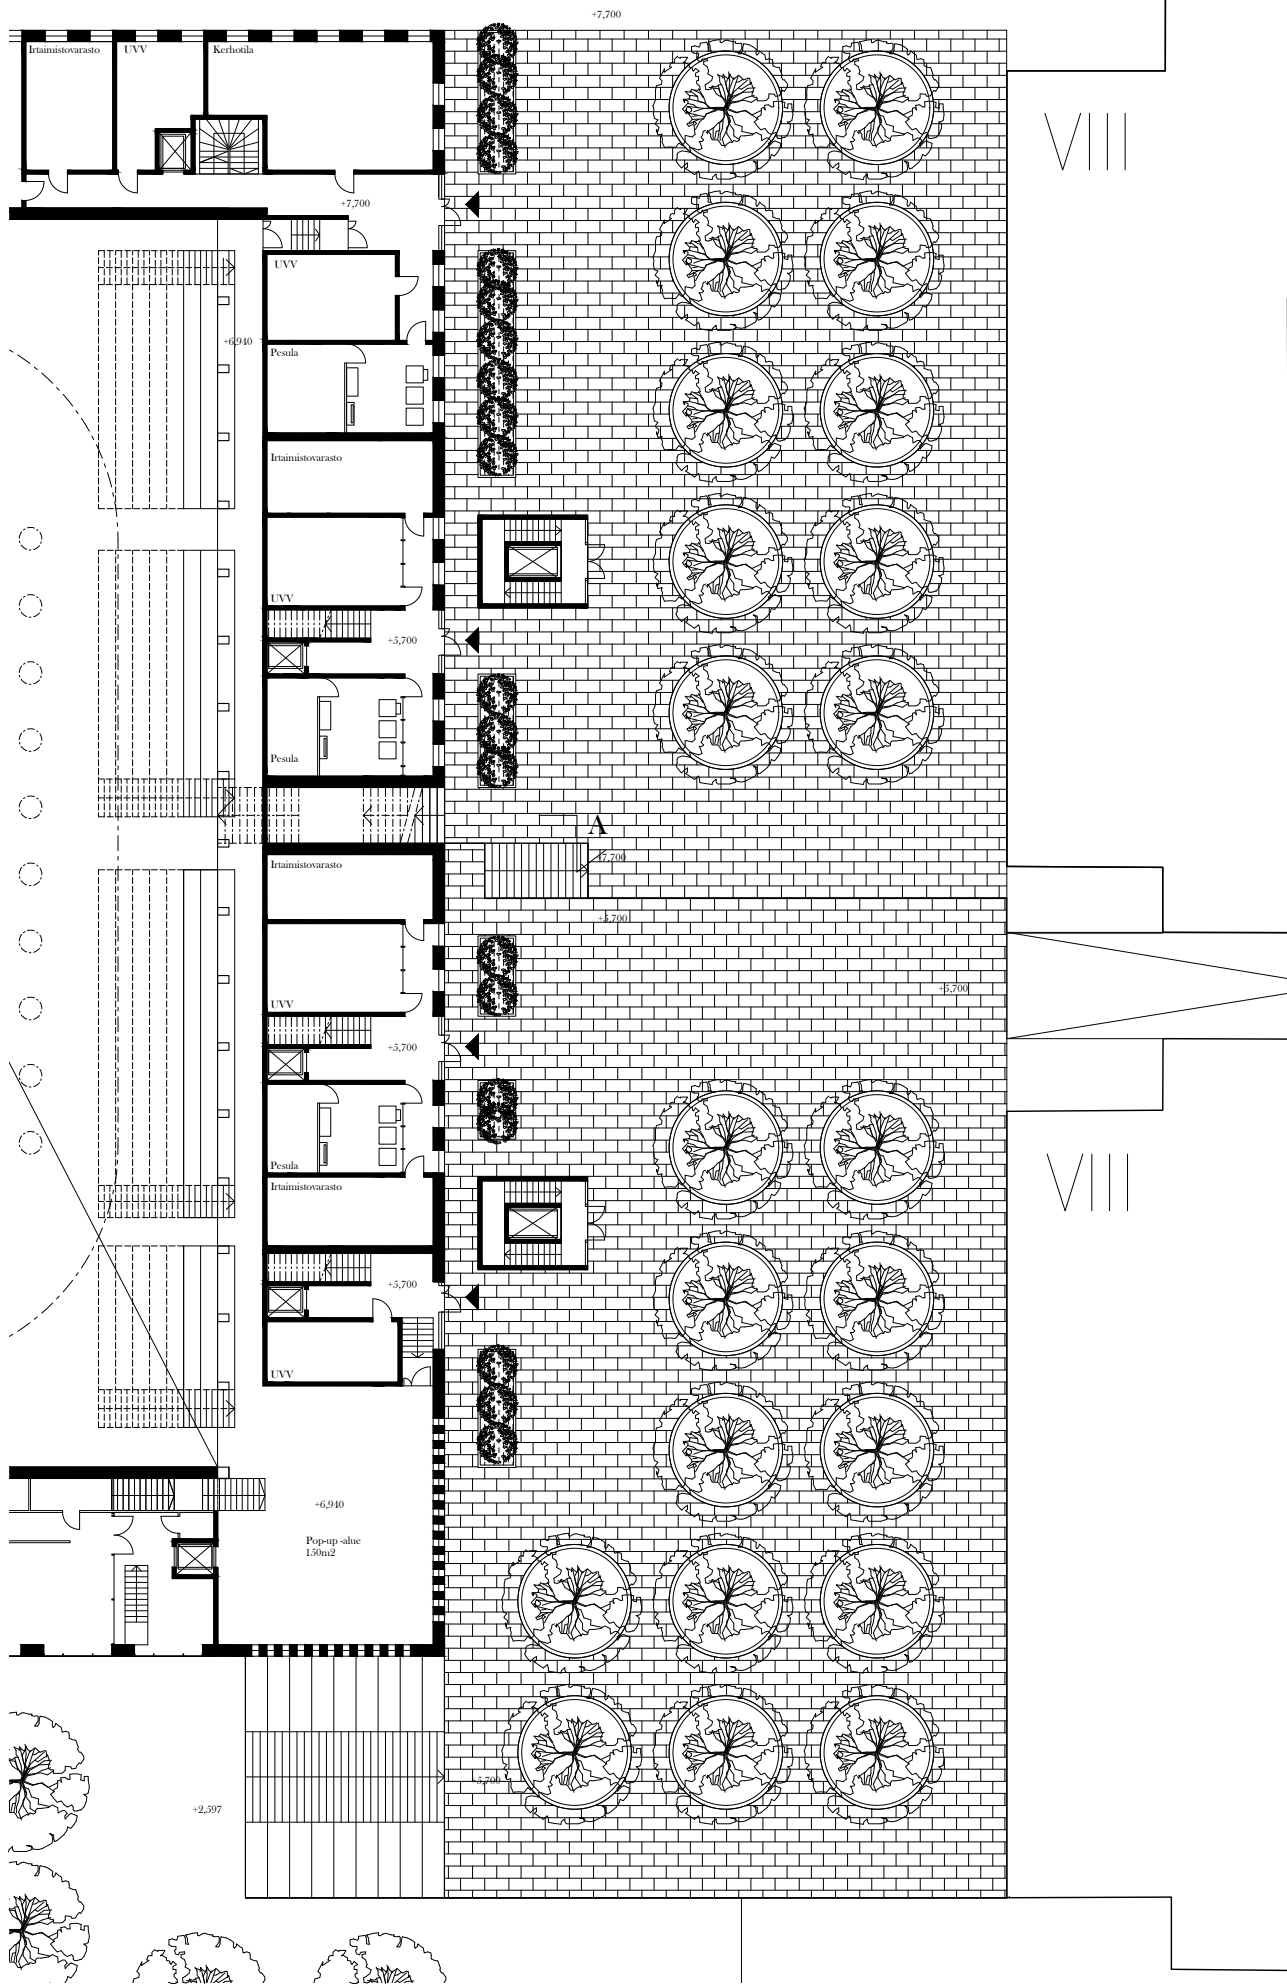 +7,700
Irtaimistovarasto
UVV
Kerhotila
VIII
+7,700
UVV
+6,940
Pesula
Irtaimistovarasto
UVV
+5,700
Pesula
A
+7,700
Irtaimistovarasto
+5,700
+5,700
UVV
+5,700
Pesula
VIII
Irtaimistovarasto
+5,700
UVV
+6,940
Pop-up -alue
150m2
+5,700
+2,597